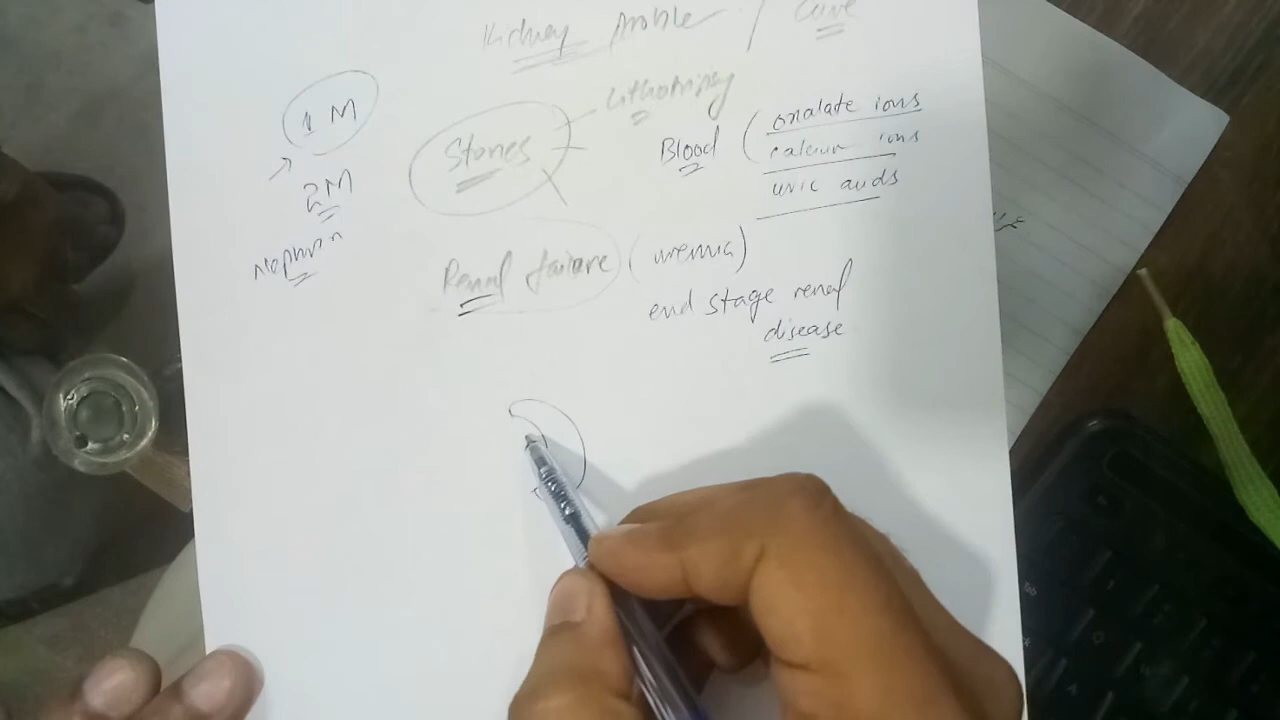 Kidney Proble / Cure
1 M
2M
Nephron
Stones
Lithotripsy
Blood (oxalate ions
calcium ions
uric acids
Renal failure (uremia)
end stage renal
disease